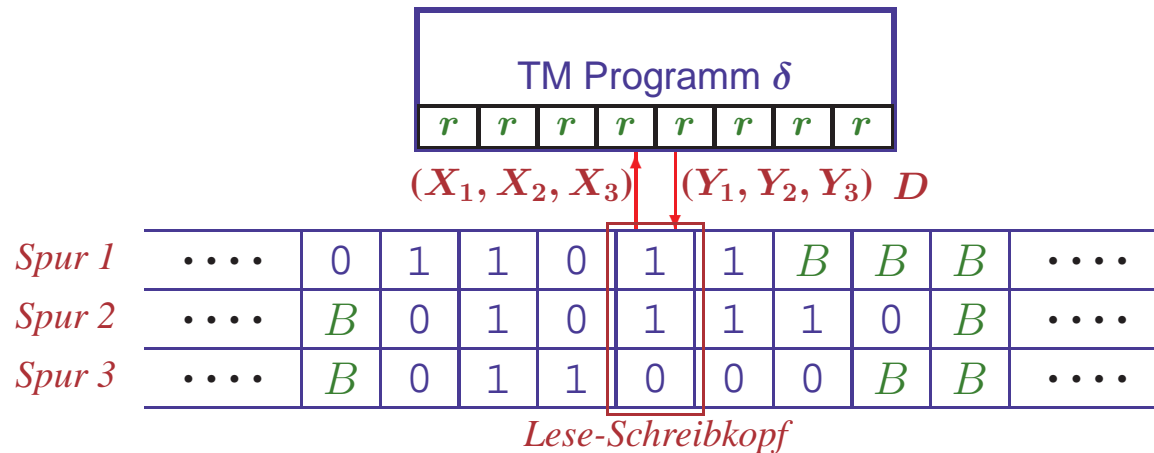 TM Programm δ
r r r r r r r r
(X₁, X₂, X₃) (Y₁, Y₂, Y₃) D
Spur 1 •••• 0 1 1 0 1 1 B B B ••••
Spur 2 •••• B 0 1 0 1 1 1 0 B ••••
Spur 3 •••• B 0 1 1 0 0 0 B B ••••
Lese-Schreibkopf